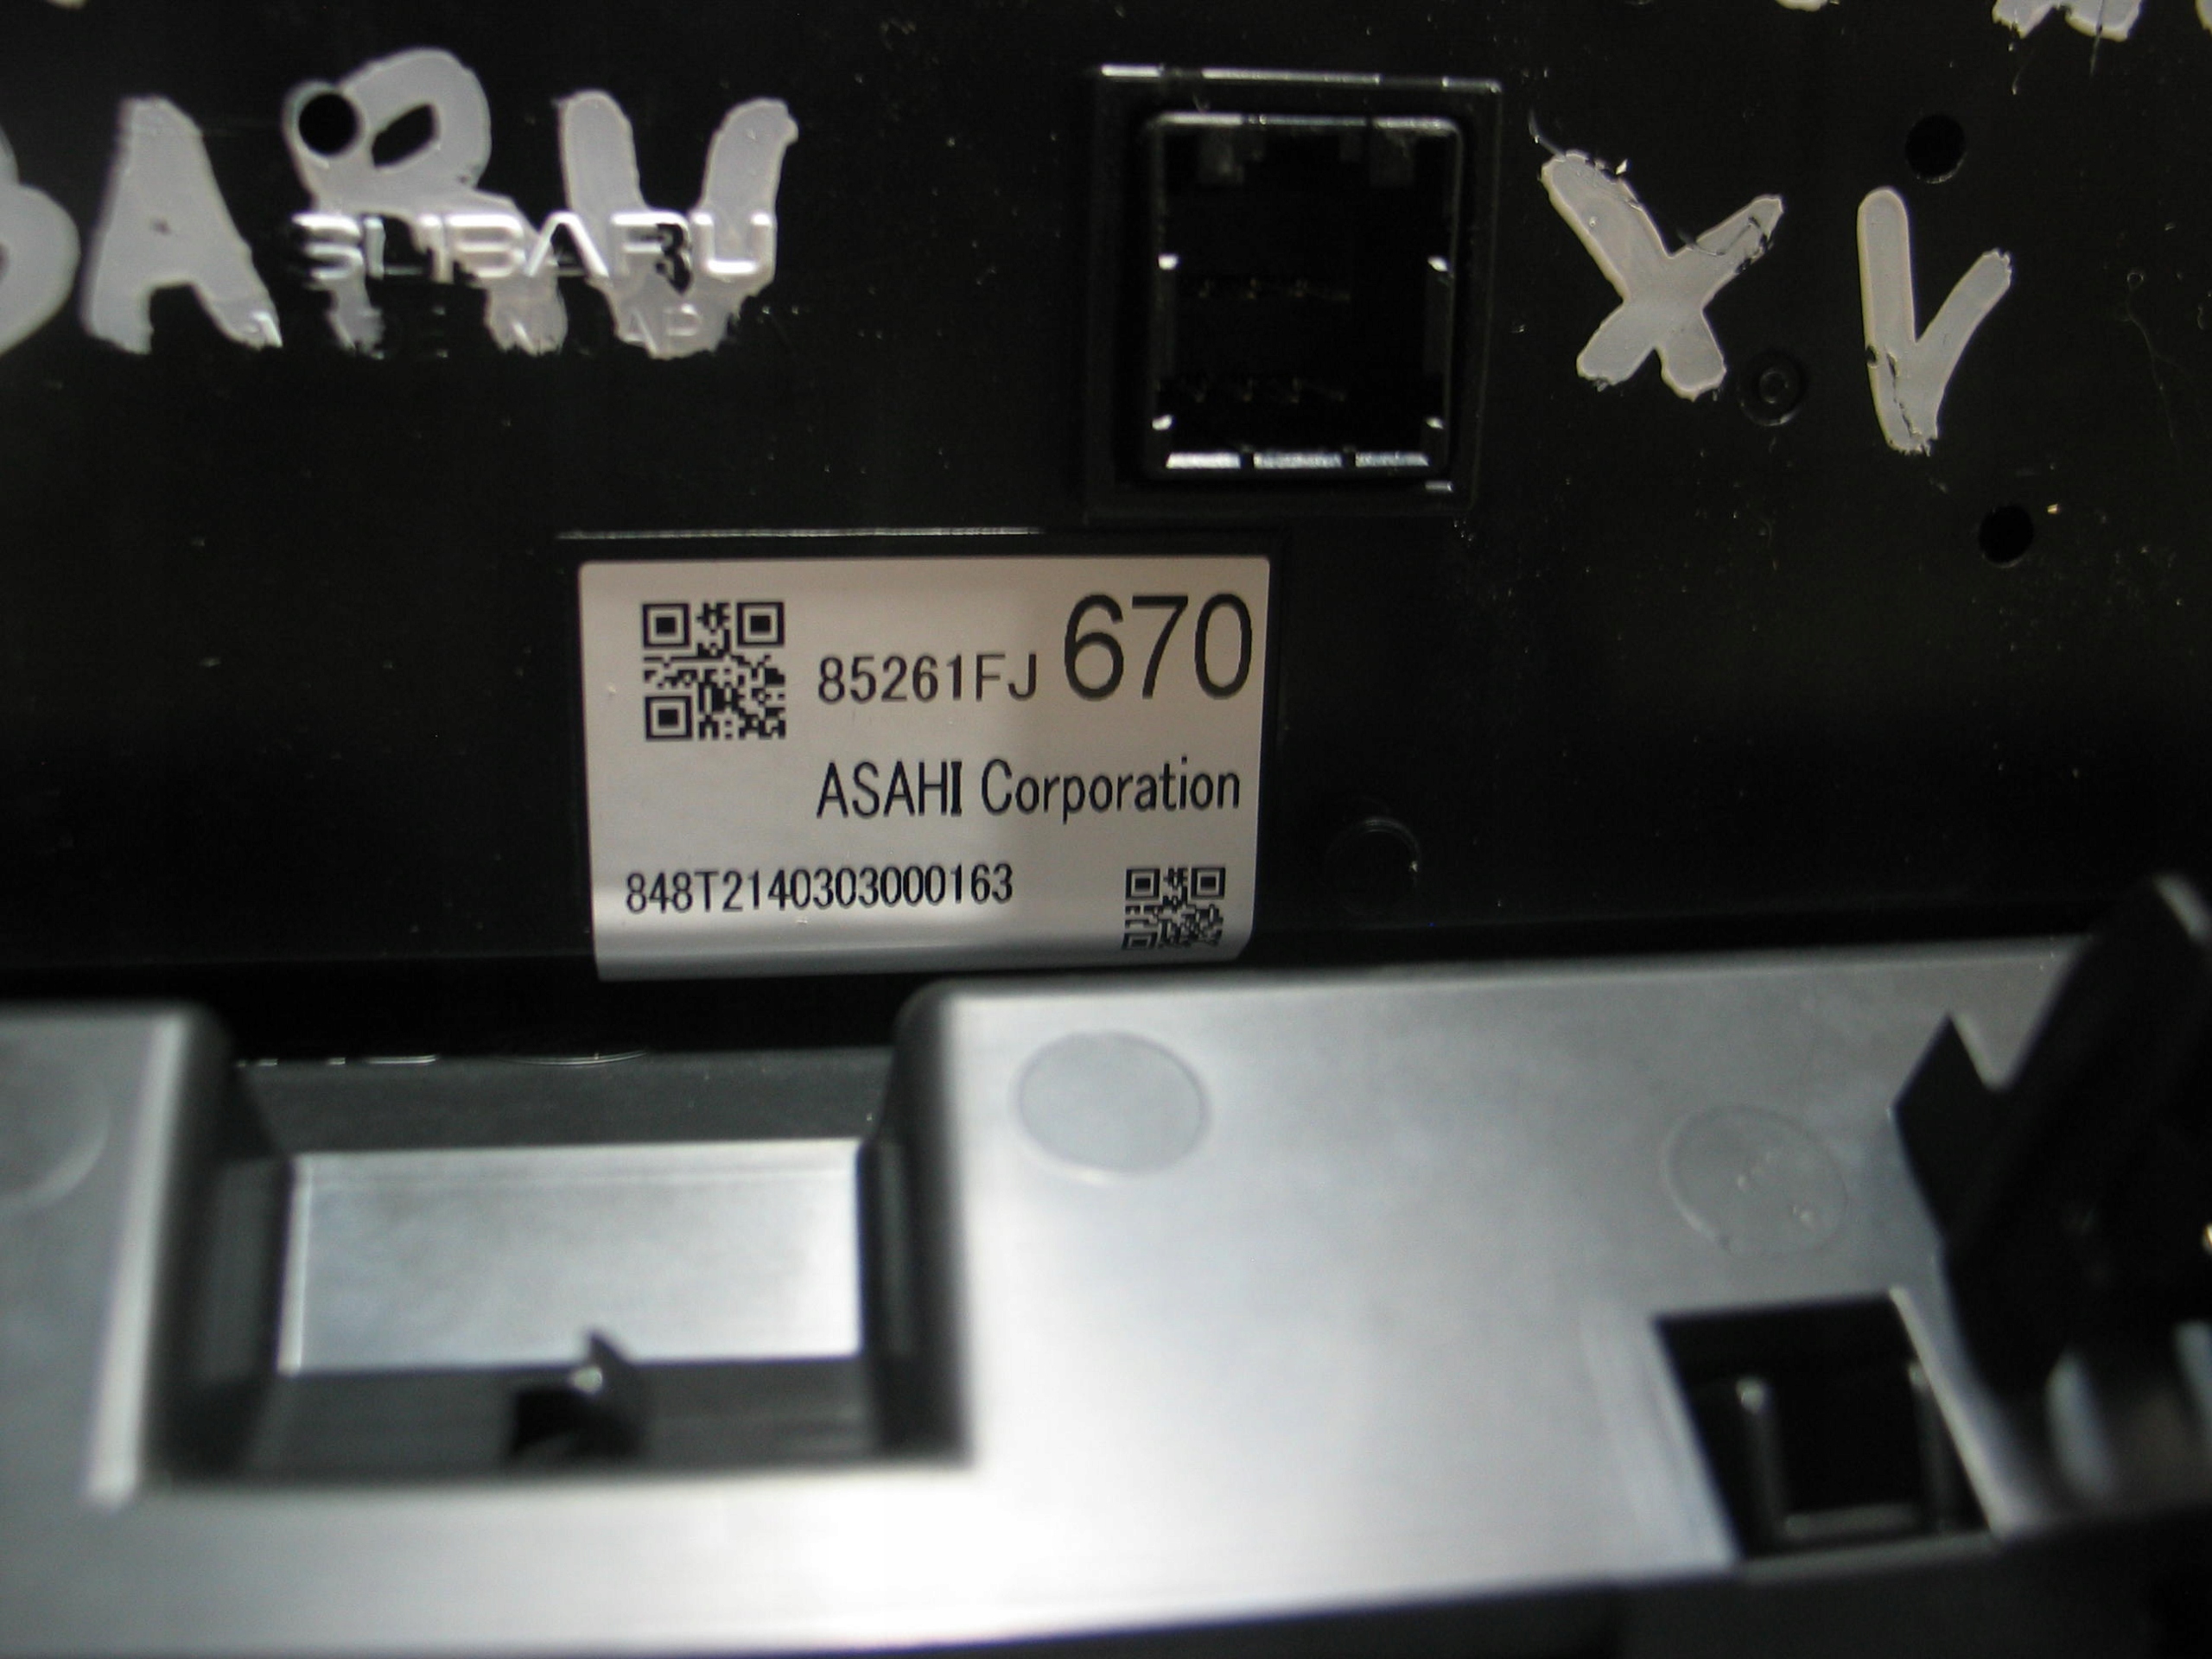 BARU
XV
SUBARU
85261FJ 670
ASAHI Corporation
848T2140303000163